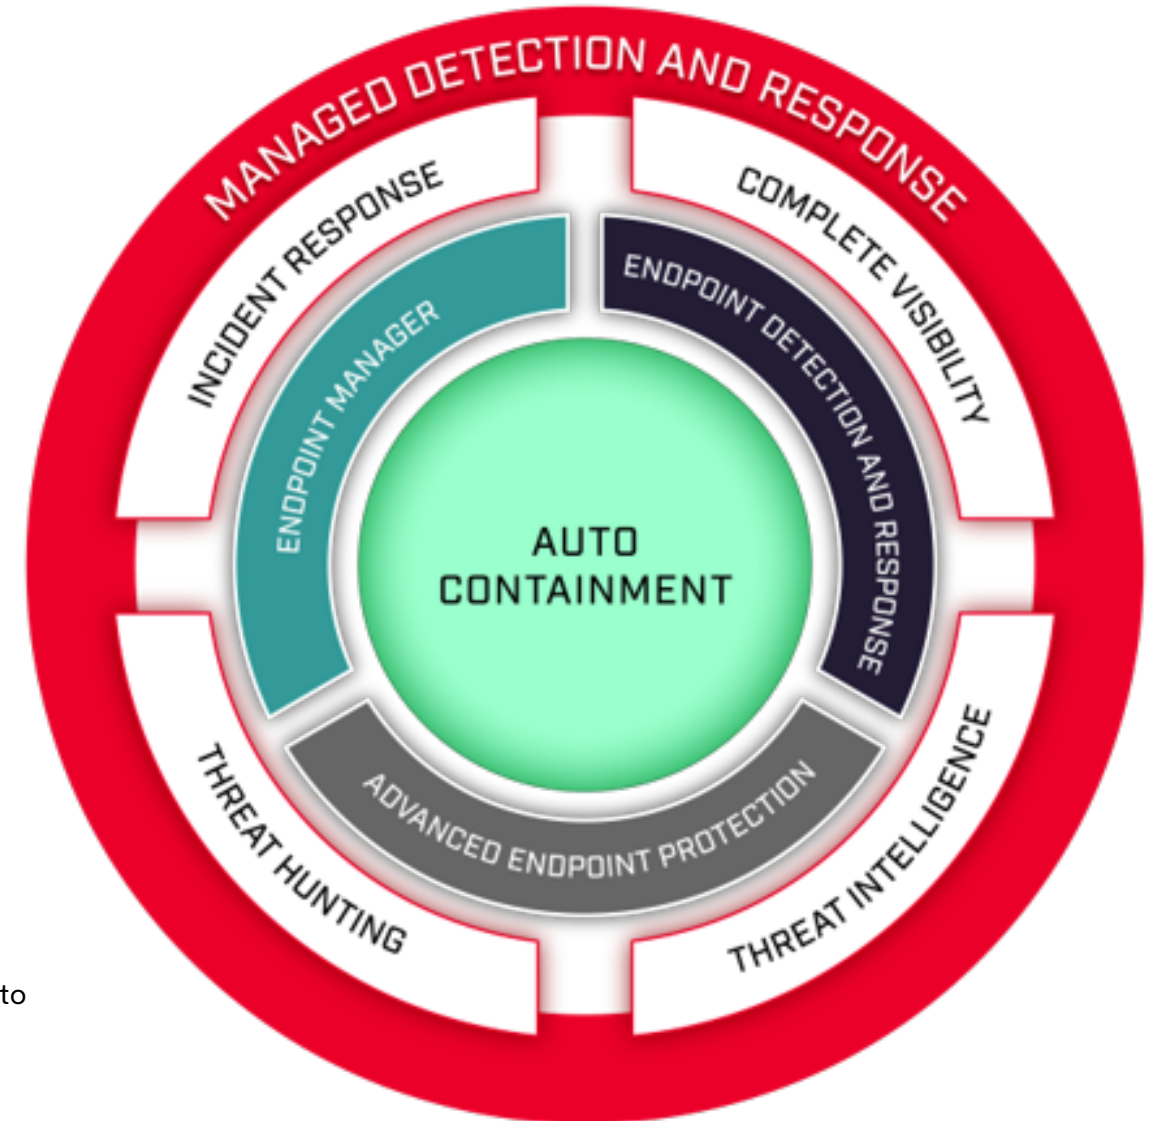 MANAGED DETECTION AND RESPONSE
INCIDENT RESPONSE
COMPLETE VISIBILITY
ENDPOINT MANAGER
ENDPOINT DETECTION AND RESPONSE
AUTO
CONTAINMENT
ADVANCED ENDPOINT PROTECTION
THREAT HUNTING
THREAT INTELLIGENCE
to